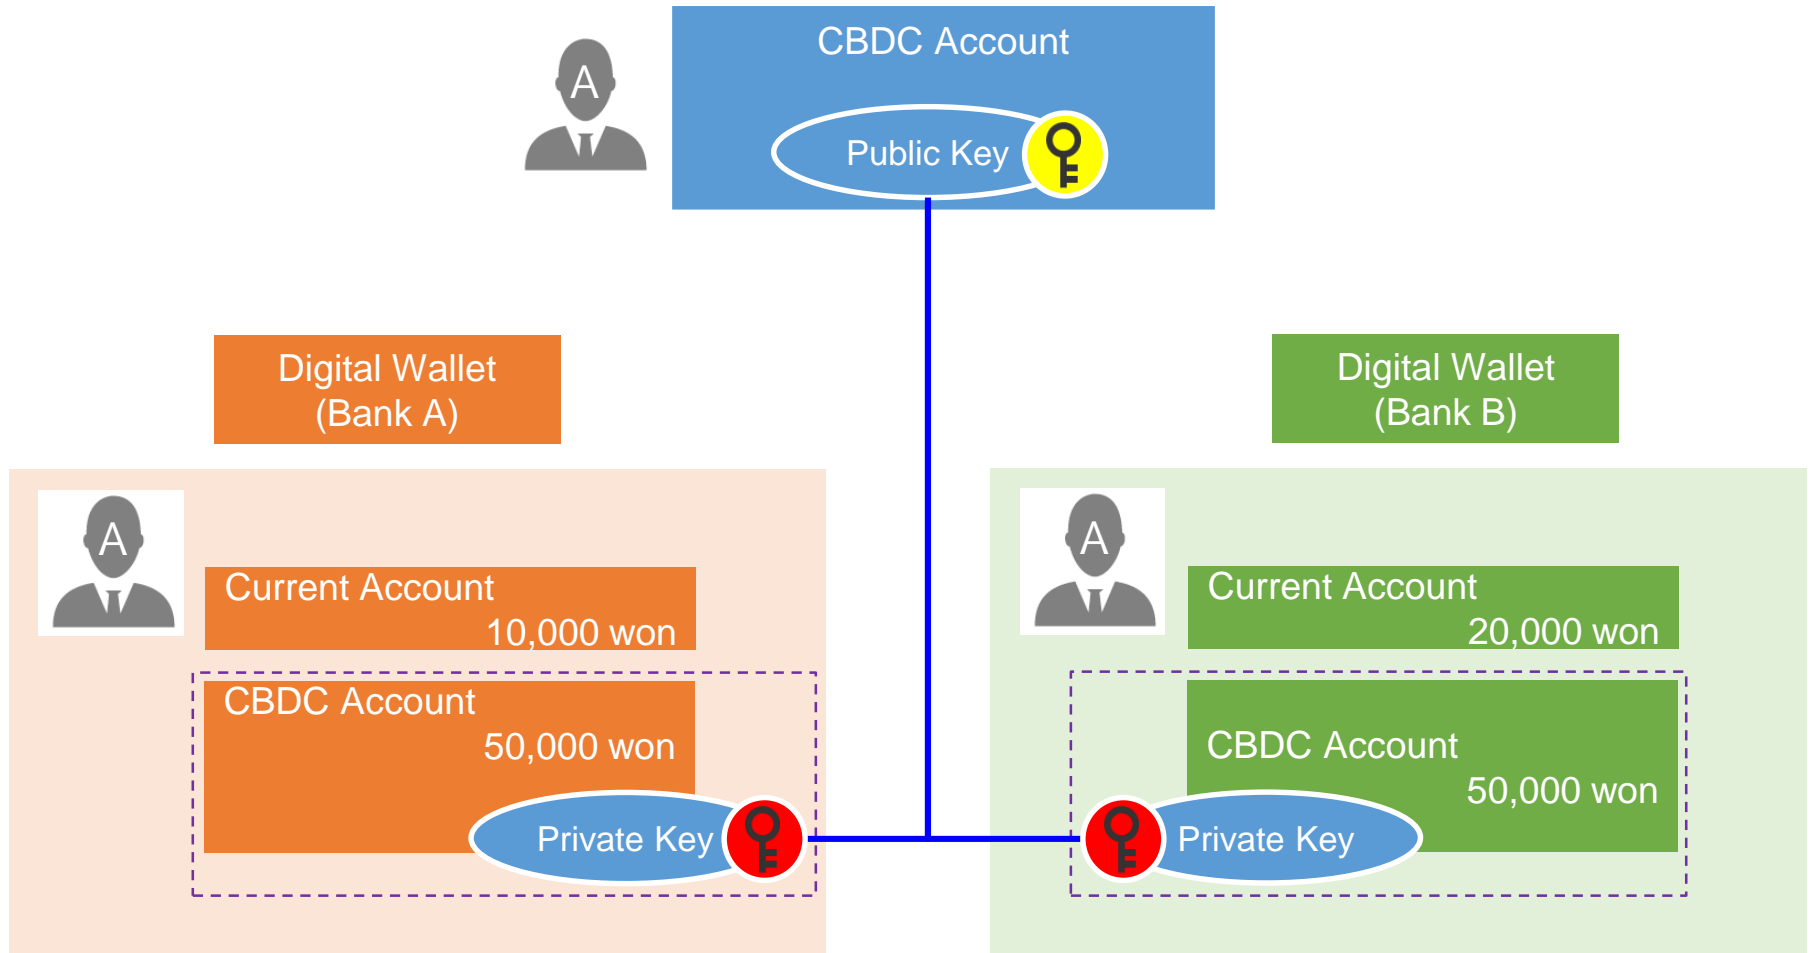 A
CBDC Account
Public Key
Digital Wallet
(Bank A)
A
Current Account
10,000 won
CBDC Account
50,000 won
Private Key
Digital Wallet
(Bank B)
A
Current Account
20,000 won
CBDC Account
50,000 won
Private Key